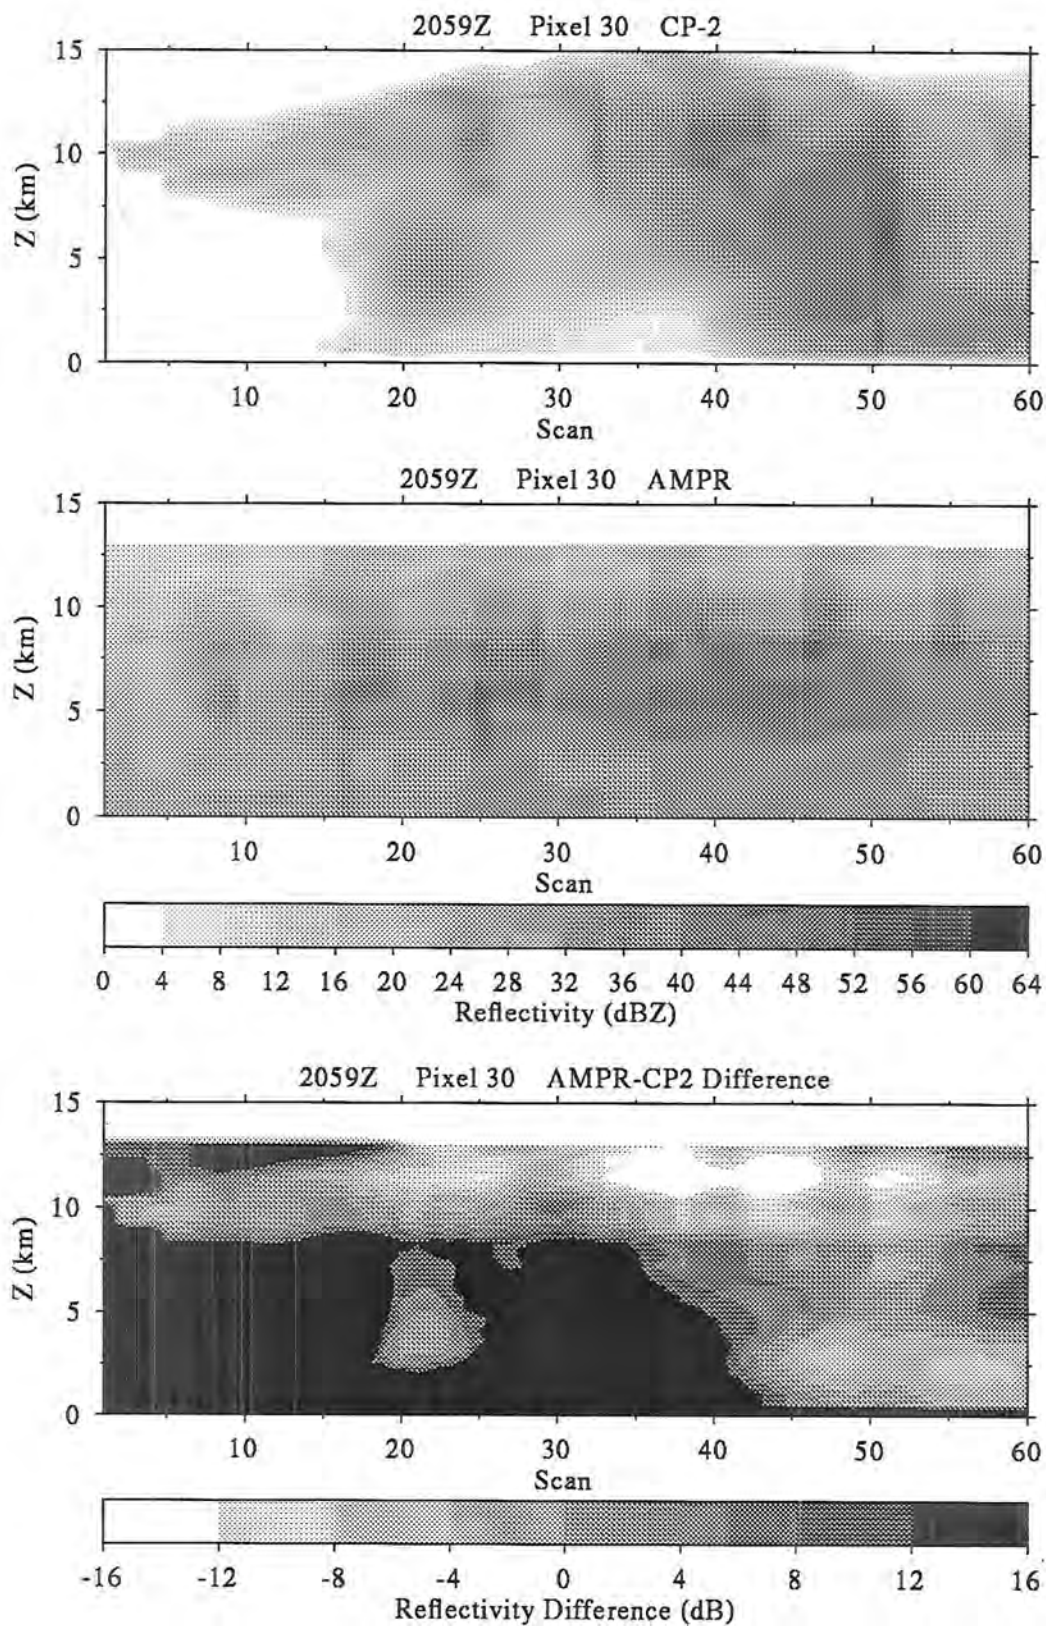 2059Z Pixel 30 CP-2
15
10
5
0
Z (km)
10 20 30 40 50 60
Scan
2059Z Pixel 30 AMPR
15
10
5
0
Z (km)
10 20 30 40 50 60
Scan
0 4 8 12 16 20 24 28 32 36 40 44 48 52 56 60 64
Reflectivity (dBZ)
2059Z Pixel 30 AMPR-CP2 Difference
15
10
5
0
Z (km)
10 20 30 40 50 60
Scan
-16 -12 -8 -4 0 4 8 12 16
Reflectivity Difference (dB)